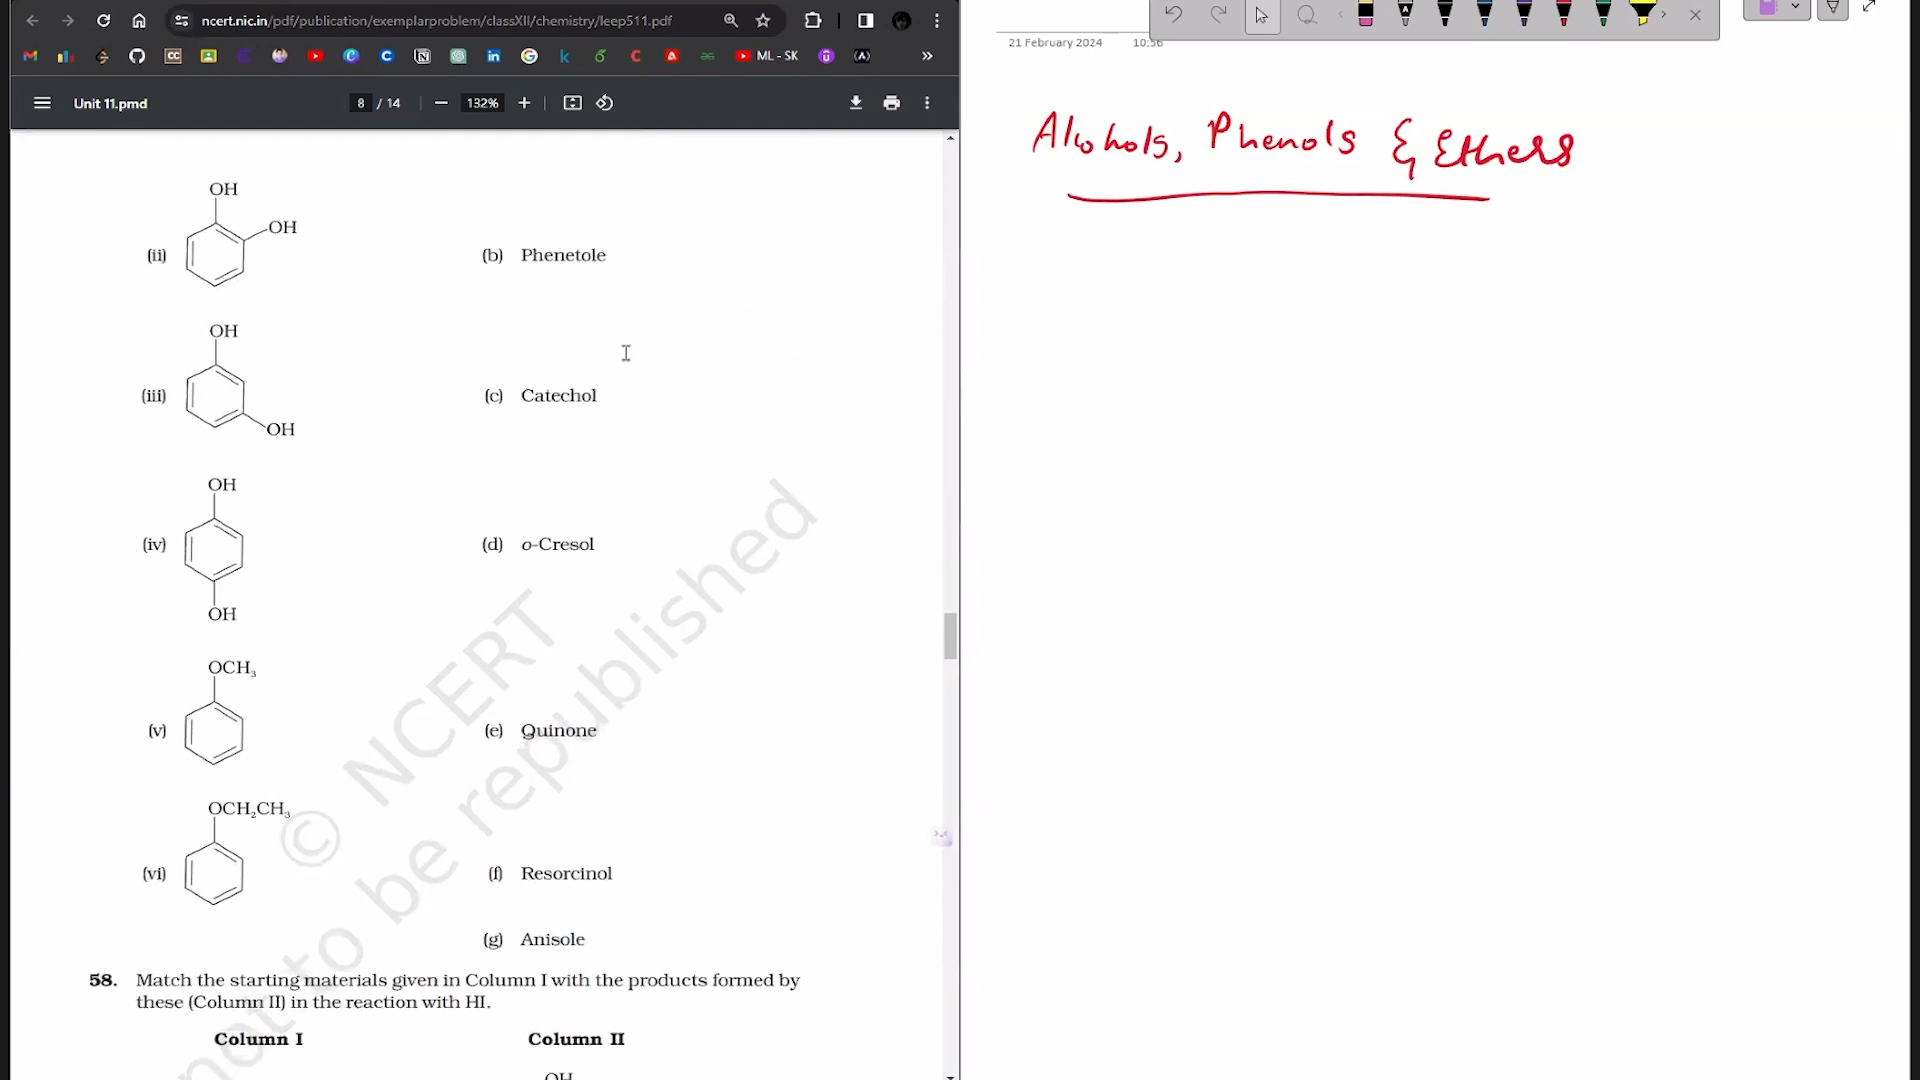 ncert.nic.in/pdf/publication/exemplarproblem/classXII/chemistry/leep511.pdf
ML - SK
Unit 11.pmd
8 / 14
132%
OH
OH
(ii)
(b) Phenetole
OH
(iii)
(c) Catechol
OH
OH
(iv)
(d) o-Cresol
OH
OCH3
(v)
(e) Quinone
OCH2CH3
(vi)
(f) Resorcinol
(g) Anisole
58. Match the starting materials given in Column I with the products formed by
these (Column II) in the reaction with HI.
Column I Column II
OH
© NCERT
not to be republished
21 February 2024 10:56
Alcohols, Phenols & Ethers